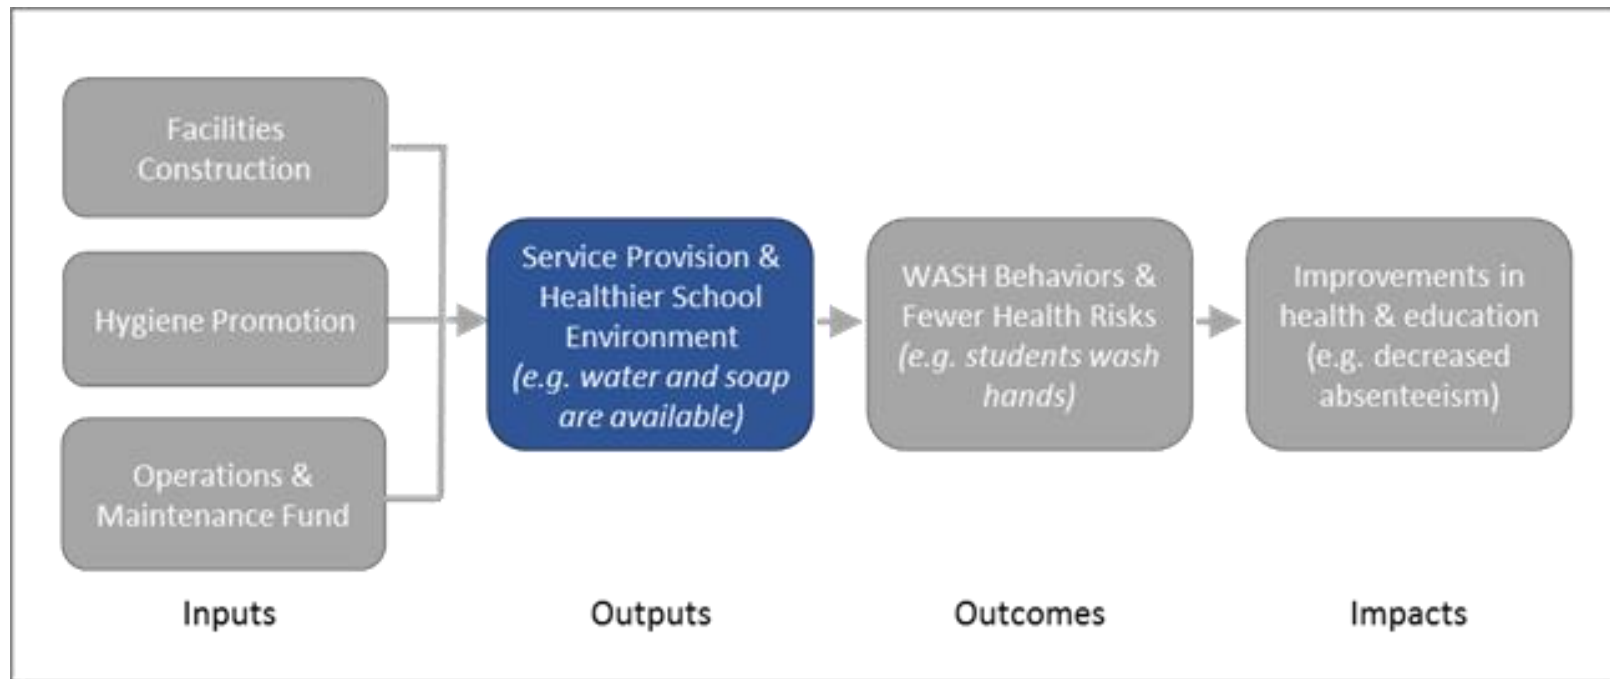 Facilities
Construction
Hygiene Promotion
Operations &
Maintenance Fund
Service Provision &
Healthier School
Environment
(e.g. water and soap
are available)
WASH Behaviors &
Fewer Health Risks
(e.g. students wash
hands)
Improvements in
health & education
(e.g. decreased
absenteeism)
Inputs
Outputs
Outcomes
Impacts